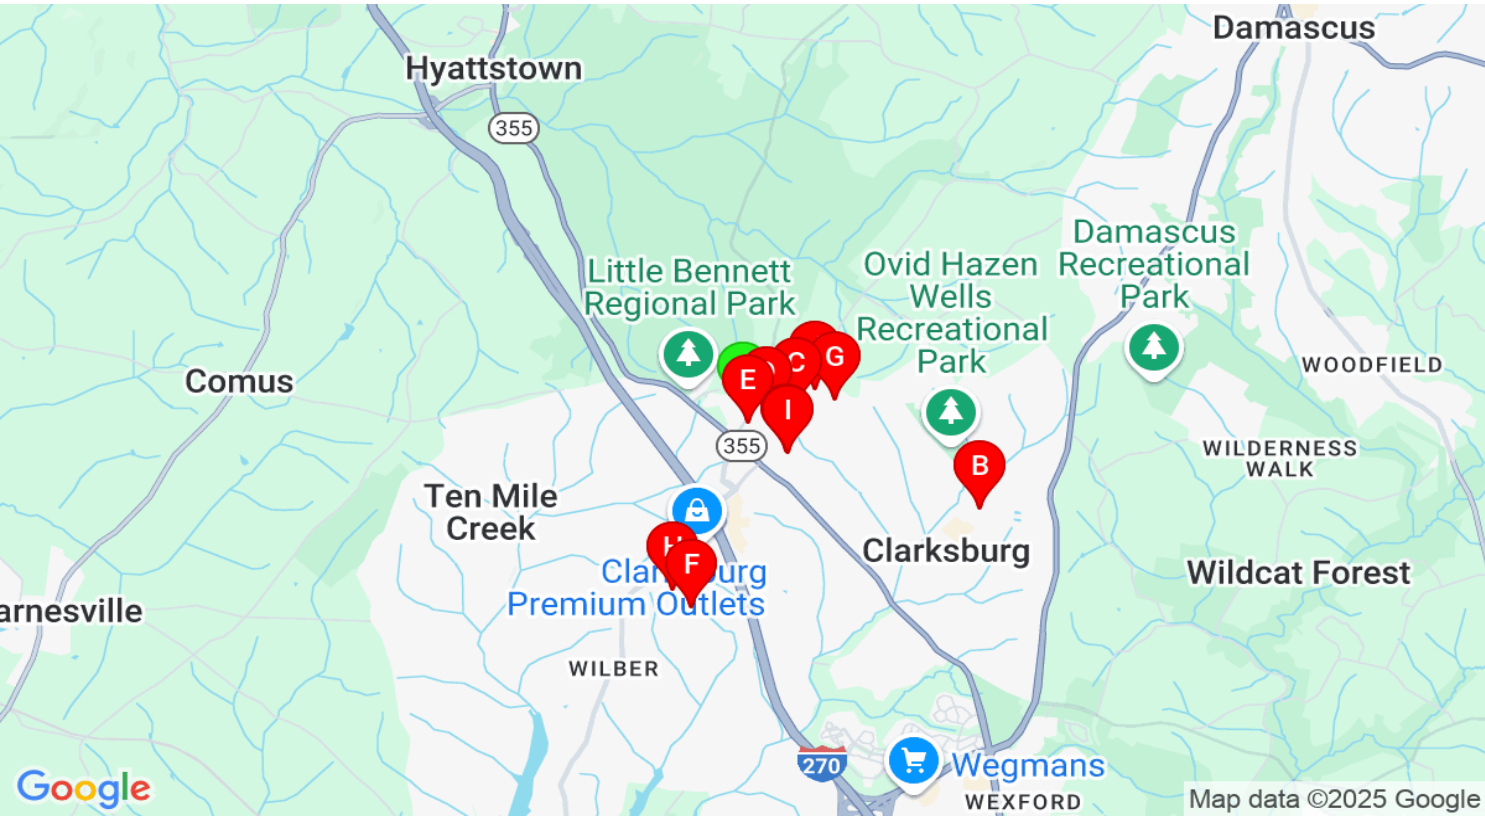 Damascus
Hyattstown
355
Damascus
Recreational
Park
Ovid Hazen
Wells
Recreational
Park
Little Bennett
Regional Park
C
G
E
I
WOODFIELD
Comus
355
B
WILDERNESS
WALK
Ten Mile
Creek
H
F
Clarksburg
Wildcat Forest
Premium Outlets
arnesville
WILBER
270
Wegmans
WEXFORD
Google
Map data ©2025 Google